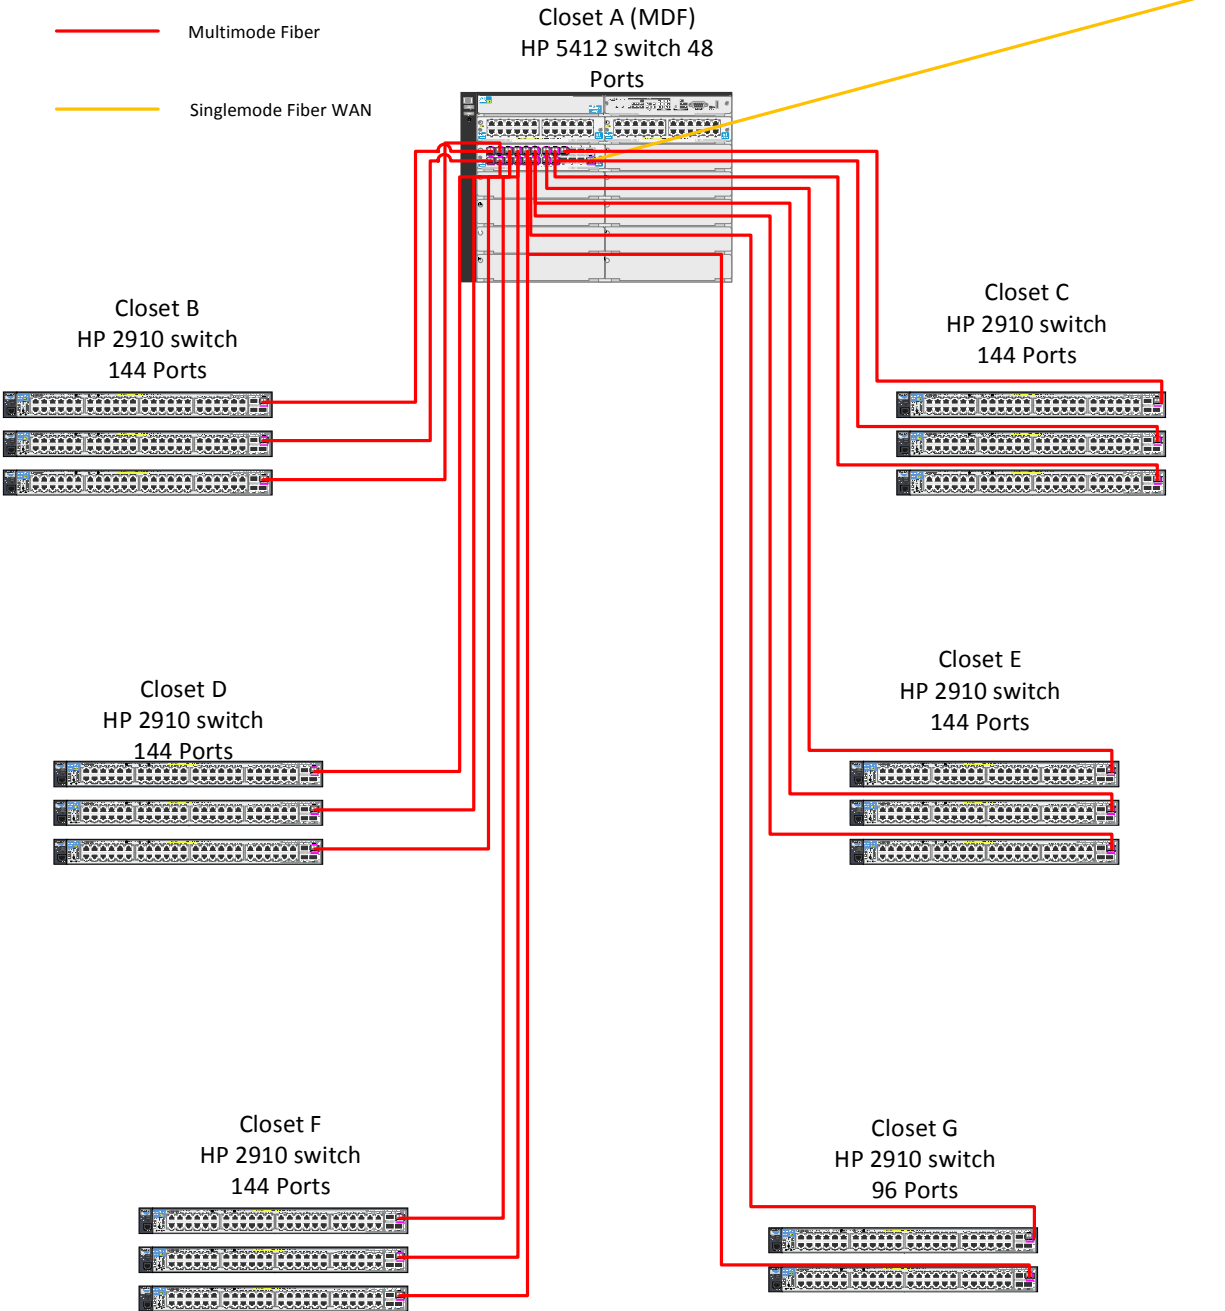 Multimode Fiber
Singlemode Fiber WAN
Closet A (MDF)
HP 5412 switch 48
Ports
Closet B
HP 2910 switch
144 Ports
Closet C
HP 2910 switch
144 Ports
Closet D
HP 2910 switch
144 Ports
Closet E
HP 2910 switch
144 Ports
Closet F
HP 2910 switch
144 Ports
Closet G
HP 2910 switch
96 Ports